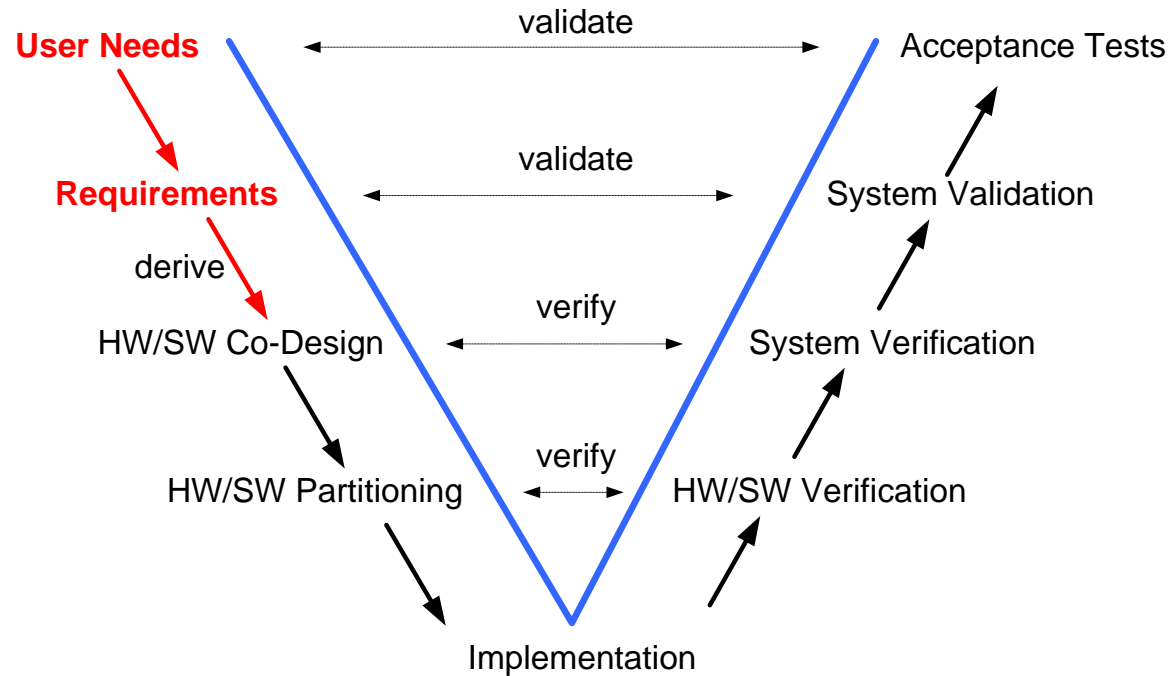 validate
User Needs
Acceptance Tests
validate
Requirements
System Validation
derive
verify
HW/SW Co-Design
System Verification
verify
HW/SW Partitioning
HW/SW Verification
Implementation